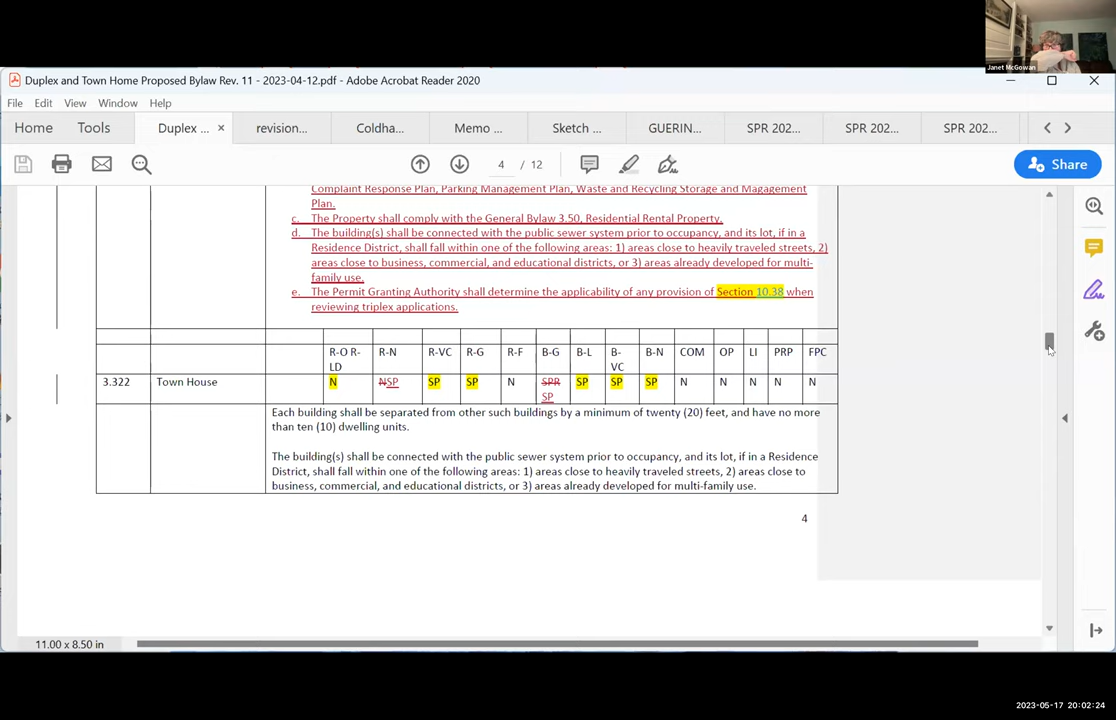 Janet McGowan
Duplex and Town Home Proposed Bylaw Rev. 11 - 2023-04-12.pdf - Adobe Acrobat Reader 2020
File Edit View Window Help
Home Tools Duplex ... × revision... Coldha... Memo ... Sketch ... GUERIN... SPR 202... SPR 202... SPR 202...
4 / 12 Share
Complaint Response Plan, Parking Management Plan, Waste and Recycling Storage and Magagement
Plan.
c. The Property shall comply with the General Bylaw 3.50, Residential Rental Property.
d. The building(s) shall be connected with the public sewer system prior to occupancy, and its lot, if in a
Residence District, shall fall within one of the following areas: 1) areas close to heavily traveled streets, 2)
areas close to business, commercial, and educational districts, or 3) areas already developed for multi-
family use.
e. The Permit Granting Authority shall determine the applicability of any provision of Section 10.38 when
reviewing triplex applications.
R-O R- R-N R-VC R-G R-F B-G B-L B- B-N COM OP LI PRP FPC
LD VC
3.322 Town House N NSP SP SP N SPR SP SP SP N N N N N
SP
Each building shall be separated from other such buildings by a minimum of twenty (20) feet, and have no more
than ten (10) dwelling units.
The building(s) shall be connected with the public sewer system prior to occupancy, and its lot, if in a Residence
District, shall fall within one of the following areas: 1) areas close to heavily traveled streets, 2) areas close to
business, commercial, and educational districts, or 3) areas already developed for multi-family use.
4
11.00 x 8.50 in
2023-05-17 20:02:24